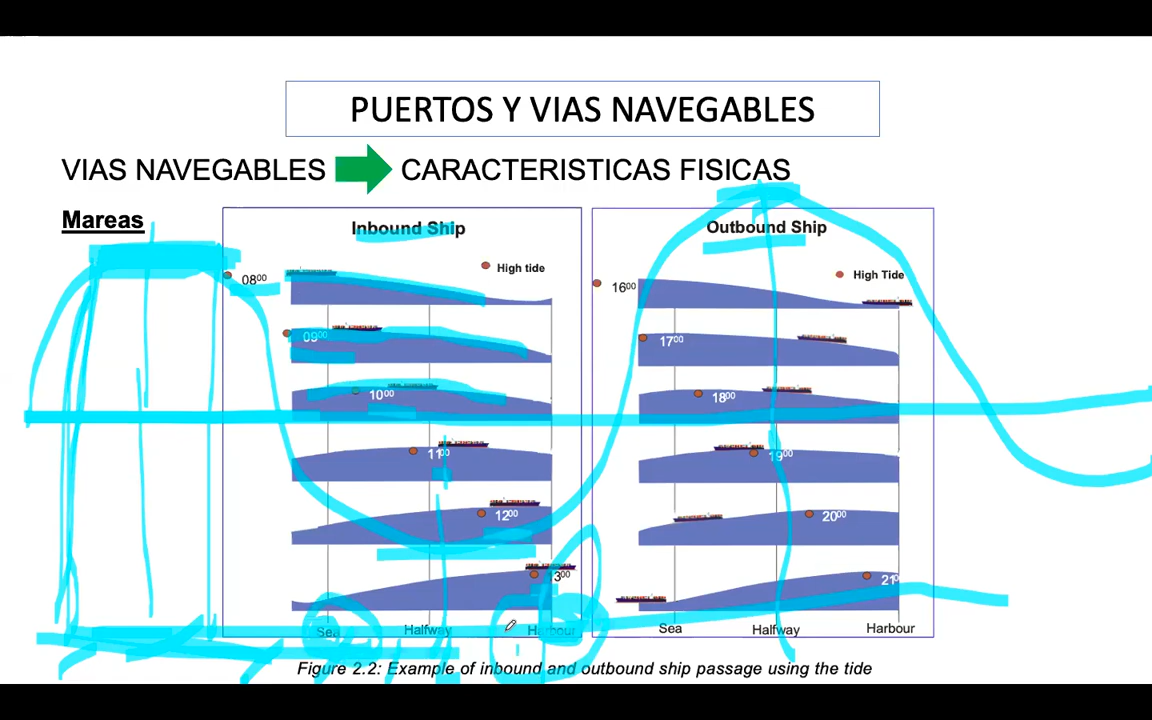 PUERTOS Y VIAS NAVEGABLES
VIAS NAVEGABLES CARACTERISTICAS FISICAS
Mareas
Inbound Ship
High tide
08⁰⁰
09⁰⁰
10⁰⁰
11⁰⁰
12⁰⁰
13⁰⁰
Sea Halfway Harbour
Outbound Ship
High Tide
16⁰⁰
17⁰⁰
18⁰⁰
19⁰⁰
20⁰⁰
21⁰
Sea Halfway Harbour
Figure 2.2: Example of inbound and outbound ship passage using the tide